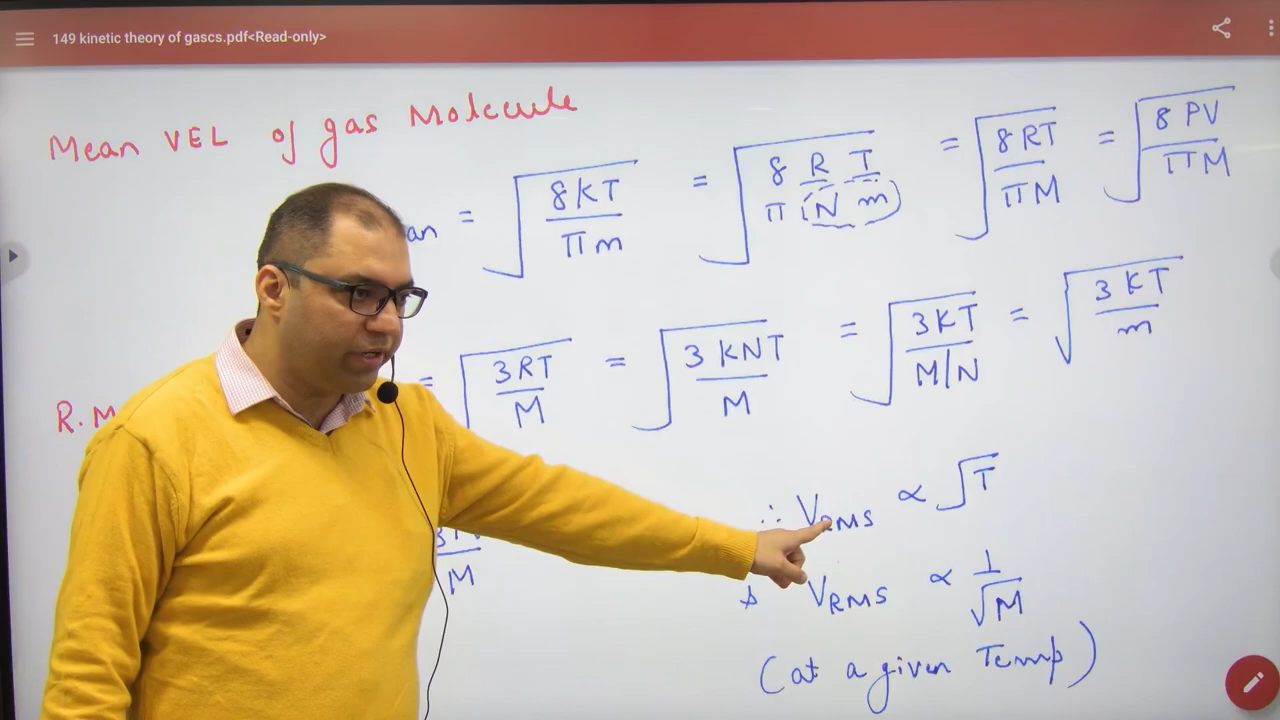 149 kinetic theory of gascs.pdf<Read-only>
Mean VEL of gas Molecule
an = √(8KT/πm) = √(8/π R/N T/m) = √(8RT/πM) = √(8PV/πM)
R.M = √(3RT/M) = √(3KNT/M) = √(3KT/M/N) = √(3KT/m)
M
∴ VRMS ∝ √T
& VRMS ∝ 1/√M
(at a given Temp)